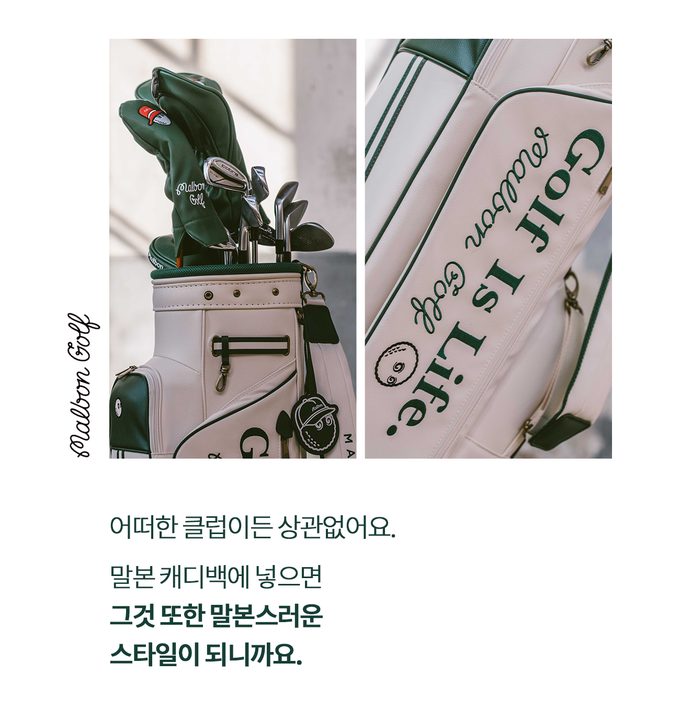 Malbon Golf
Malbon
Golf
Malbon
G
M A
Golf Is Life.
Malbon Golf
어떠한 클럽이든 상관없어요.
말본 캐디백에 넣으면
그것 또한 말본스러운
스타일이 되니까요.